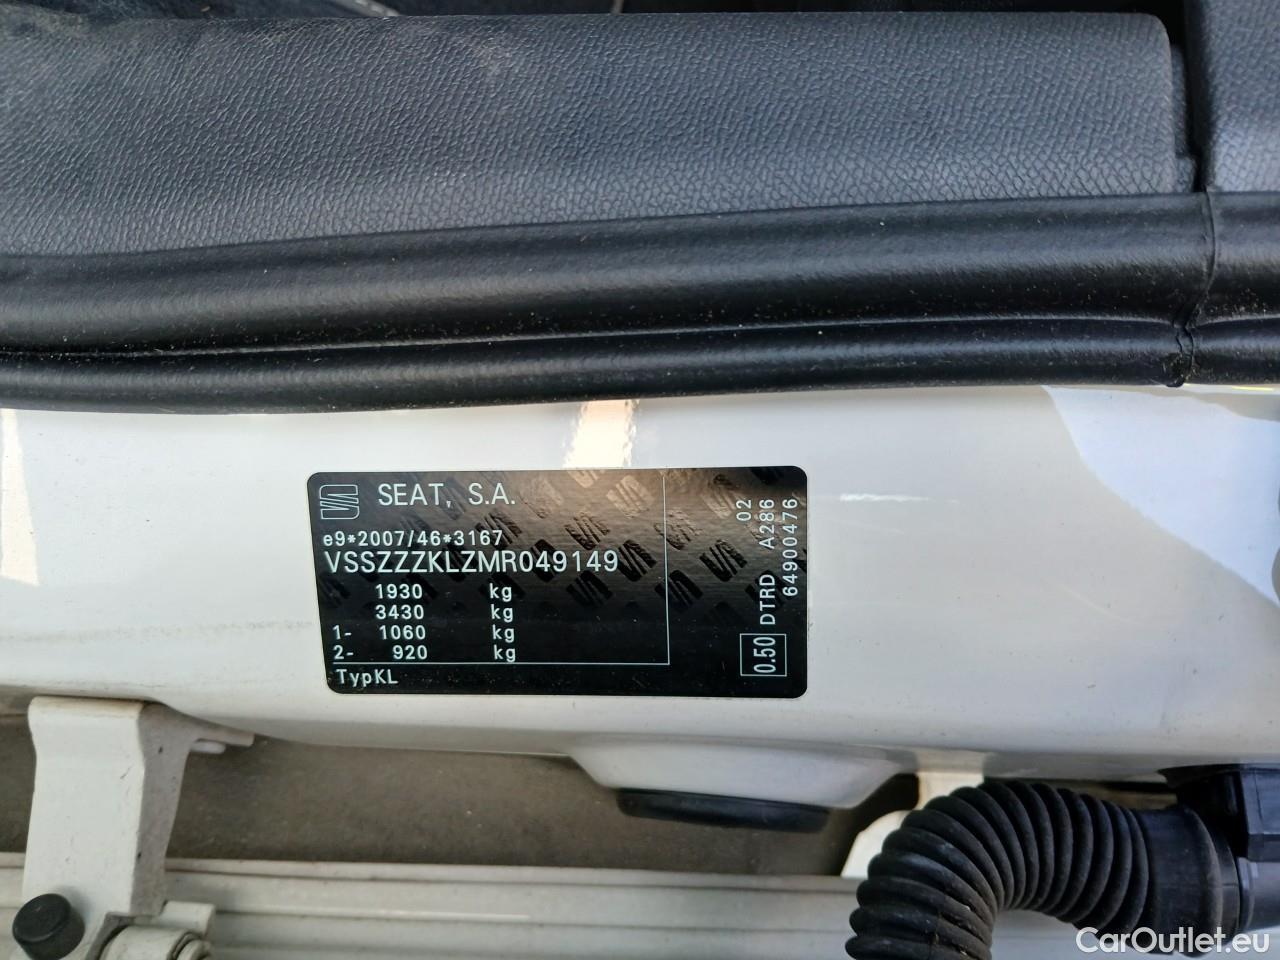 SEAT, S.A.
e9*2007/46*3167
VSSZZZKLZMR049149
1930 kg
3430 kg
1- 1060 kg
2- 920 kg
TypKL
0.50 DTRD A286 02
64900476
CarOutlet.eu